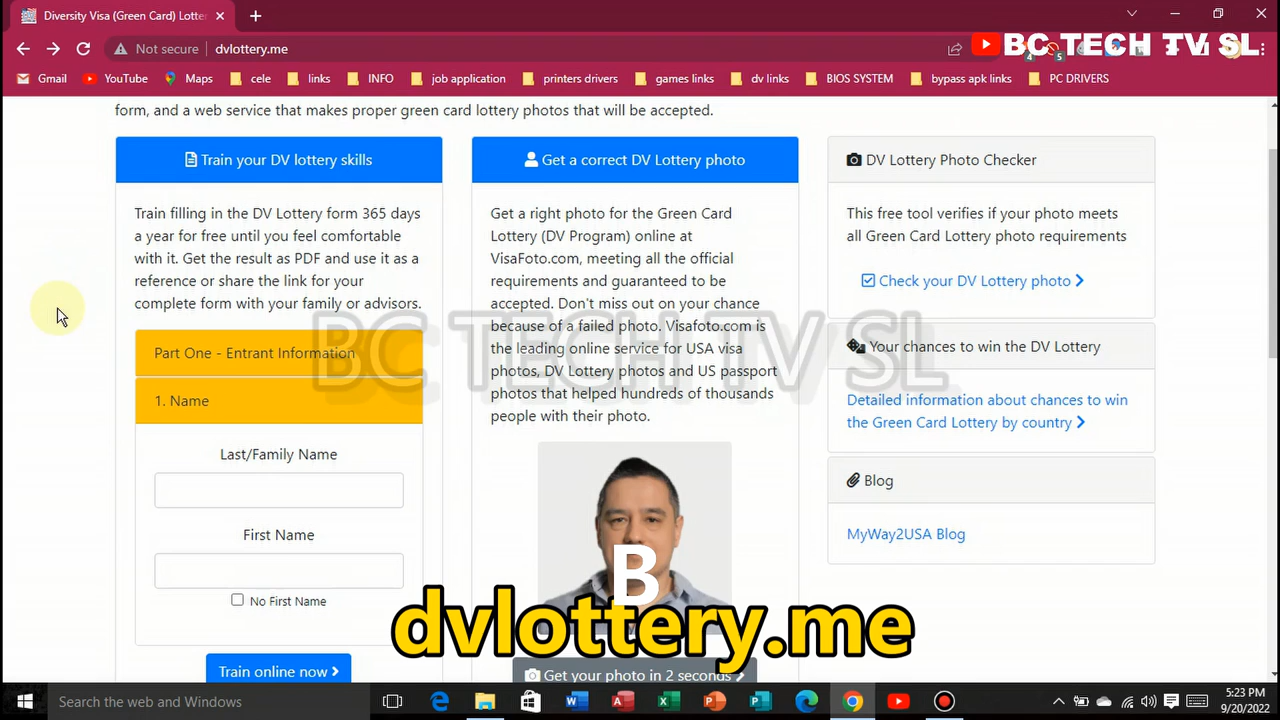 Diversity Visa (Green Card) Lotter
Not secure
dvlottery.me
BC TECH TV SL
4
5
Gmail
YouTube
Maps
cele
links
INFO
job application
printers drivers
games links
dv links
BIOS SYSTEM
bypass apk links
PC DRIVERS
form, and a web service that makes proper green card lottery photos that will be accepted.
Train your DV lottery skills
Train filling in the DV Lottery form 365 days
a year for free until you feel comfortable
with it. Get the result as PDF and use it as a
reference or share the link for your
complete form with your family or advisors.
Part One - Entrant Information
1. Name
Last/Family Name
First Name
No First Name
Train online now
Get a correct DV Lottery photo
Get a right photo for the Green Card
Lottery (DV Program) online at
VisaFoto.com, meeting all the official
requirements and guaranteed to be
accepted. Don't miss out on your chance
because of a failed photo. Visafoto.com is
the leading online service for USA visa
photos, DV Lottery photos and US passport
photos that helped hundreds of thousands
people with their photo.
Get your photo in 2 seconds
DV Lottery Photo Checker
This free tool verifies if your photo meets
all Green Card Lottery photo requirements
Check your DV Lottery photo
Your chances to win the DV Lottery
Detailed information about chances to win
the Green Card Lottery by country
Blog
MyWay2USA Blog
BC TECH TV SL
B
dvlottery.me
Search the web and Windows
5:23 PM
9/20/2022